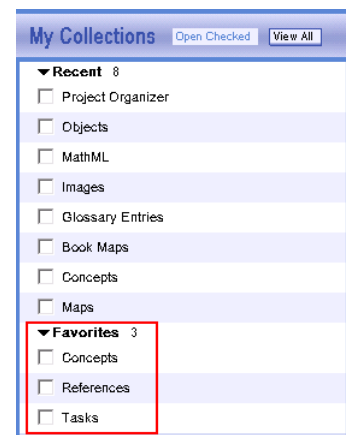 My Collections Open Checked View All
▼Recent 8
Project Organizer
Objects
MathML
Images
Glossary Entries
Book Maps
Concepts
Maps
▼Favorites 3
Concepts
References
Tasks